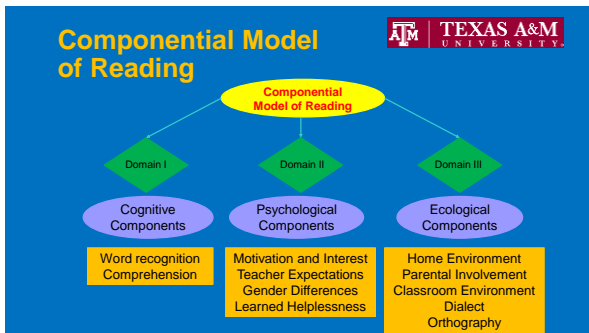 Componential Model
of Reading
ATM
TEXAS A&M
UNIVERSITY
Componential
Model of Reading
Domain I
Domain II
Domain III
Cognitive
Components
Psychological
Components
Ecological
Components
Word recognition
Comprehension
Motivation and Interest
Teacher Expectations
Gender Differences
Learned Helplessness
Home Environment
Parental Involvement
Classroom Environment
Dialect
Orthography